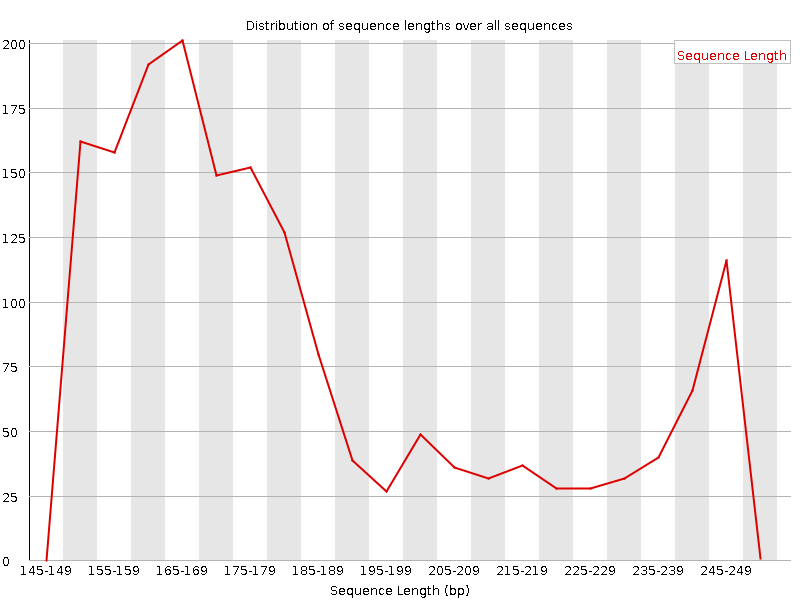 Distribution of sequence lengths over all sequences
Sequence Length
200
175
150
125
100
75
50
25
0
145-149 155-159 165-169 175-179 185-189 195-199 205-209 215-219 225-229 235-239 245-249
Sequence Length (bp)